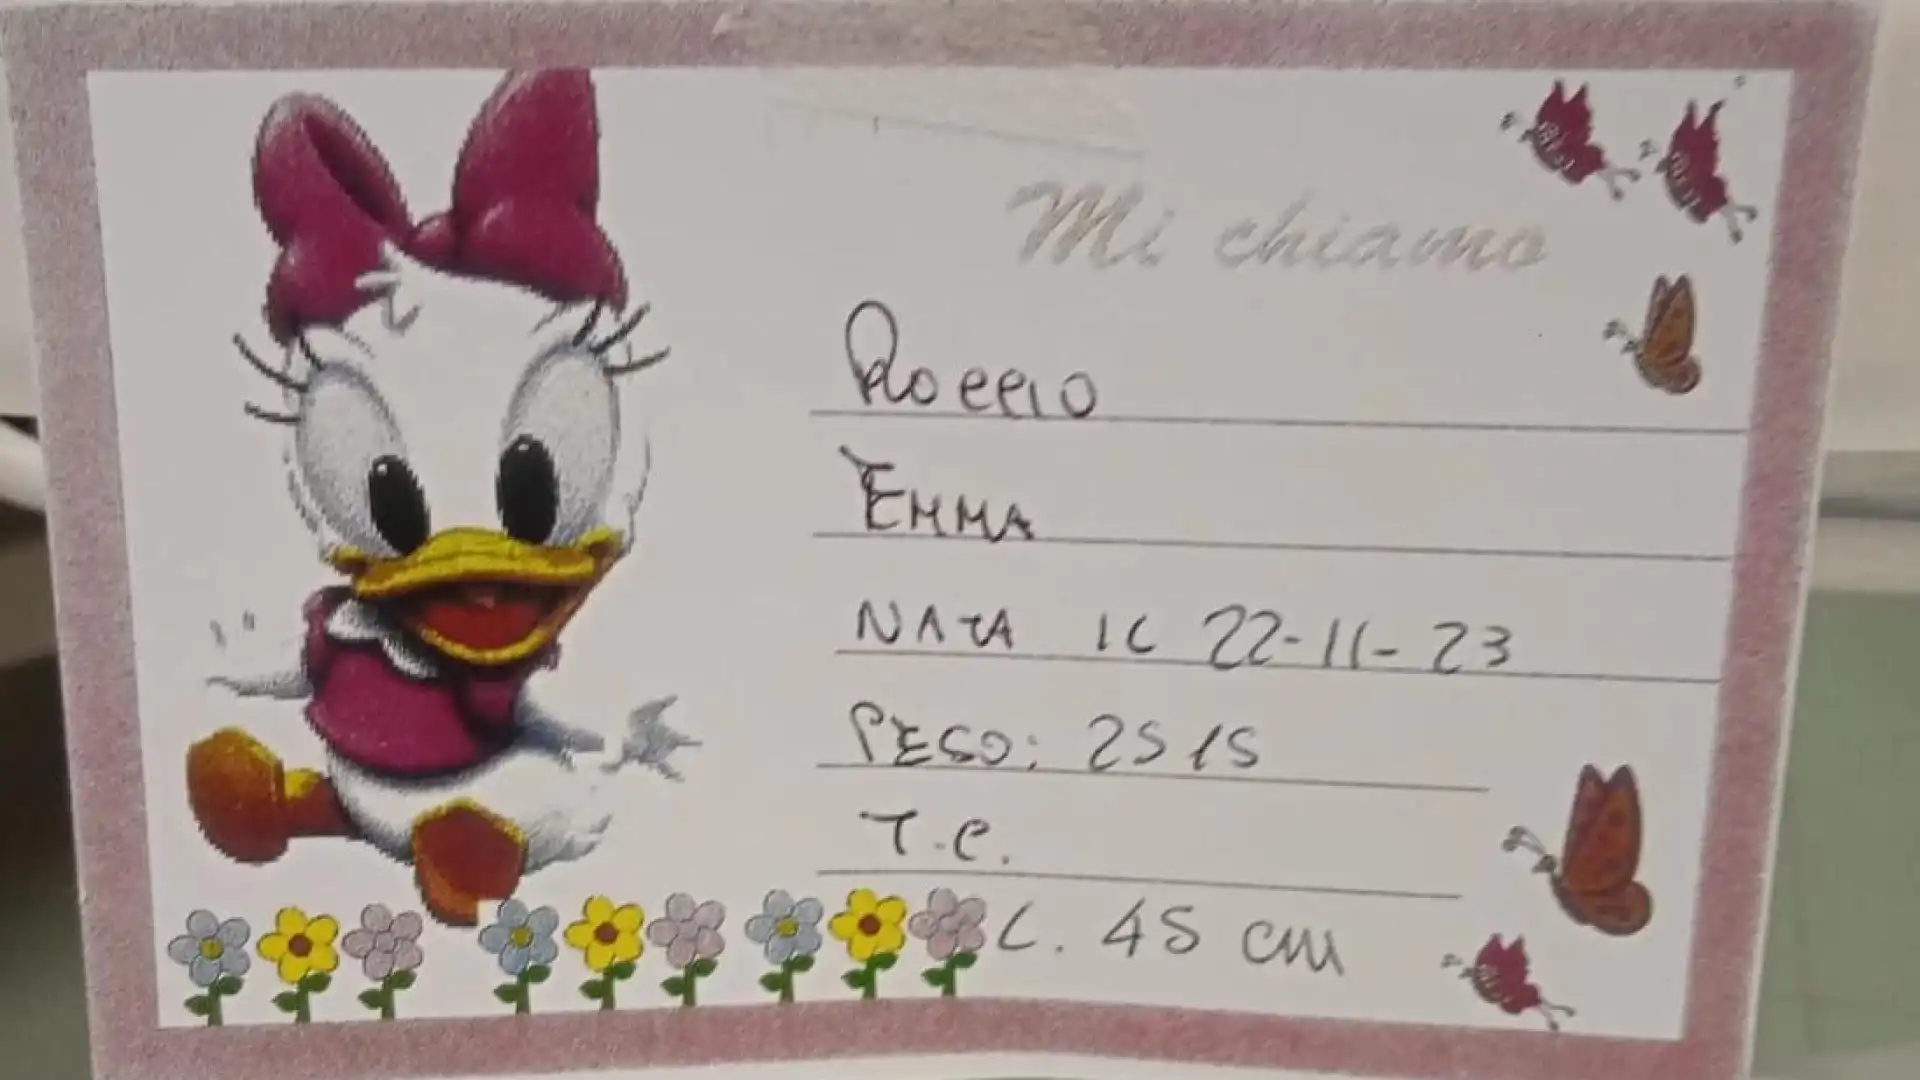 Mi chiamo
Roccio
EMMA
NATA IL 22-11-23
PESO: 2515
T.C.
L. 45 cm